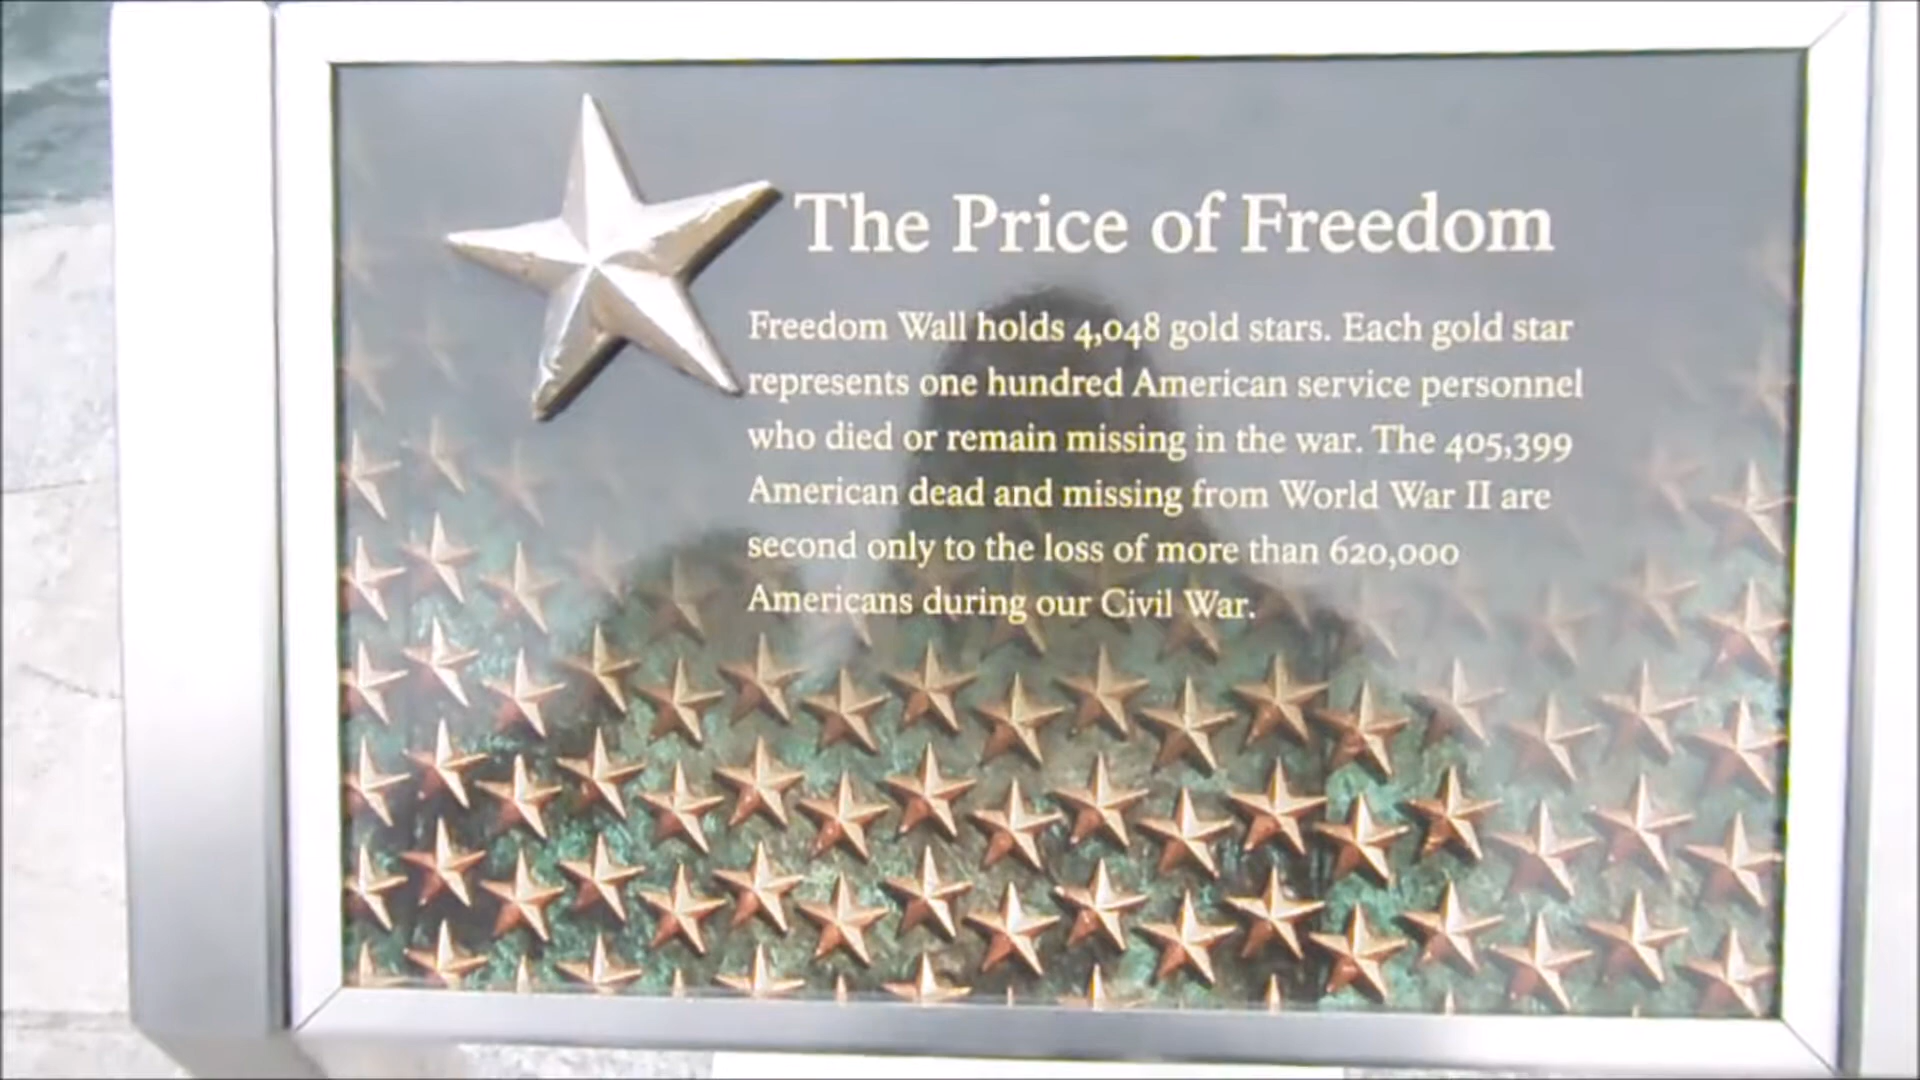 The Price of Freedom
Freedom Wall holds 4,048 gold stars. Each gold star
represents one hundred American service personnel
who died or remain missing in the war. The 405,399
American dead and missing from World War II are
second only to the loss of more than 620,000
Americans during our Civil War.